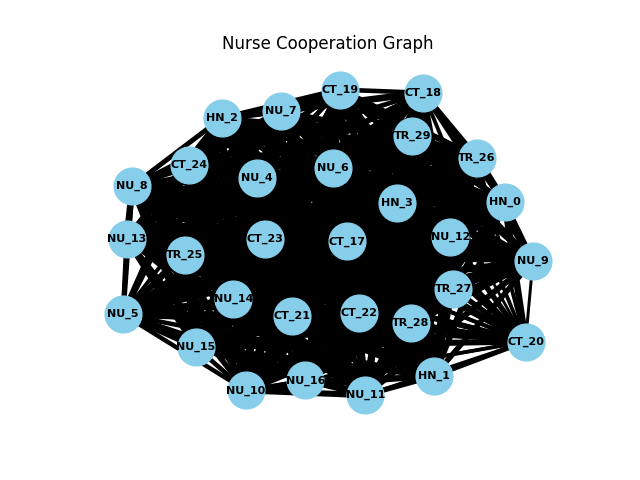 Nurse Cooperation Graph
CT_19
CT_18
NU_7
HN_2
TR_29
TR_26
CT_24
NU_6
NU_4
NU_8
HN_3
HN_0
NU_12
NU_13
CT_23
CT_17
TR_25
NU_9
TR_27
NU_14
NU_5
CT_21
CT_22
TR_28
CT_20
NU_15
HN_1
NU_16
NU_10
NU_11